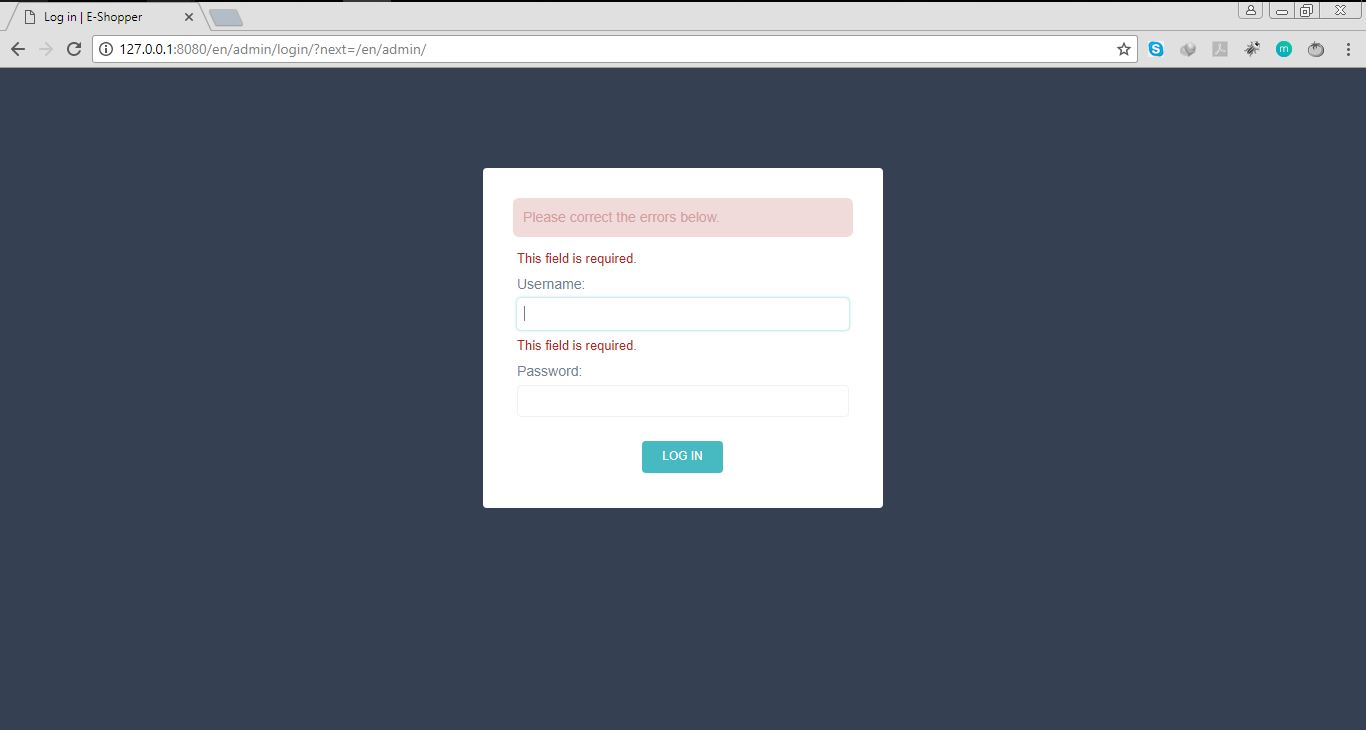 Log in | E-Shopper
127.0.0.1:8080/en/admin/login/?next=/en/admin/
S
m
Please correct the errors below.
This field is required.
Username:
This field is required.
Password:
LOG IN